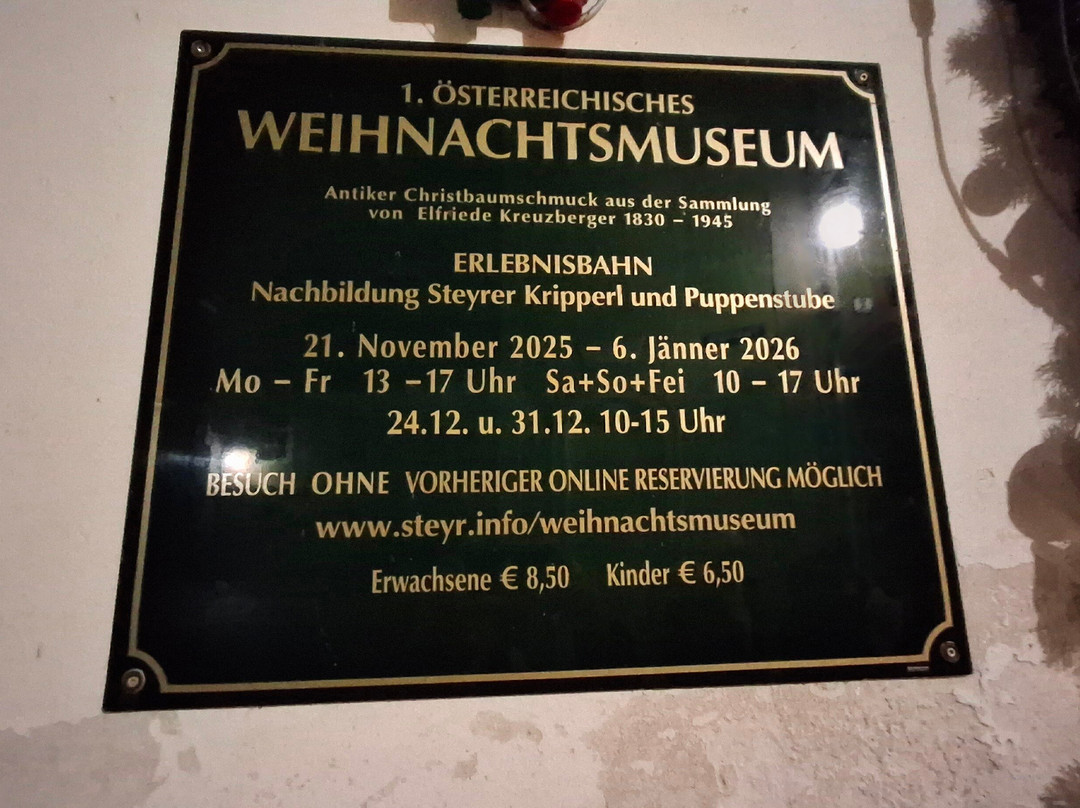 1. ÖSTERREICHISCHES
WEIHNACHTSMUSEUM
Antiker Christbaumschmuck aus der Sammlung
von Elfriede Kreuzberger 1830 – 1945
ERLEBNISBAHN
Nachbildung Steyrer Kripperl und Puppenstube
21. November 2025 – 6. Jänner 2026
Mo – Fr 13 –17 Uhr Sa+So+Fei 10 – 17 Uhr
24.12. u. 31.12. 10-15 Uhr
BESUCH OHNE VORHERIGER ONLINE RESERVIERUNG MÖGLICH
www.steyr.info/weihnachtsmuseum
Erwachsene € 8,50 Kinder € 6,50